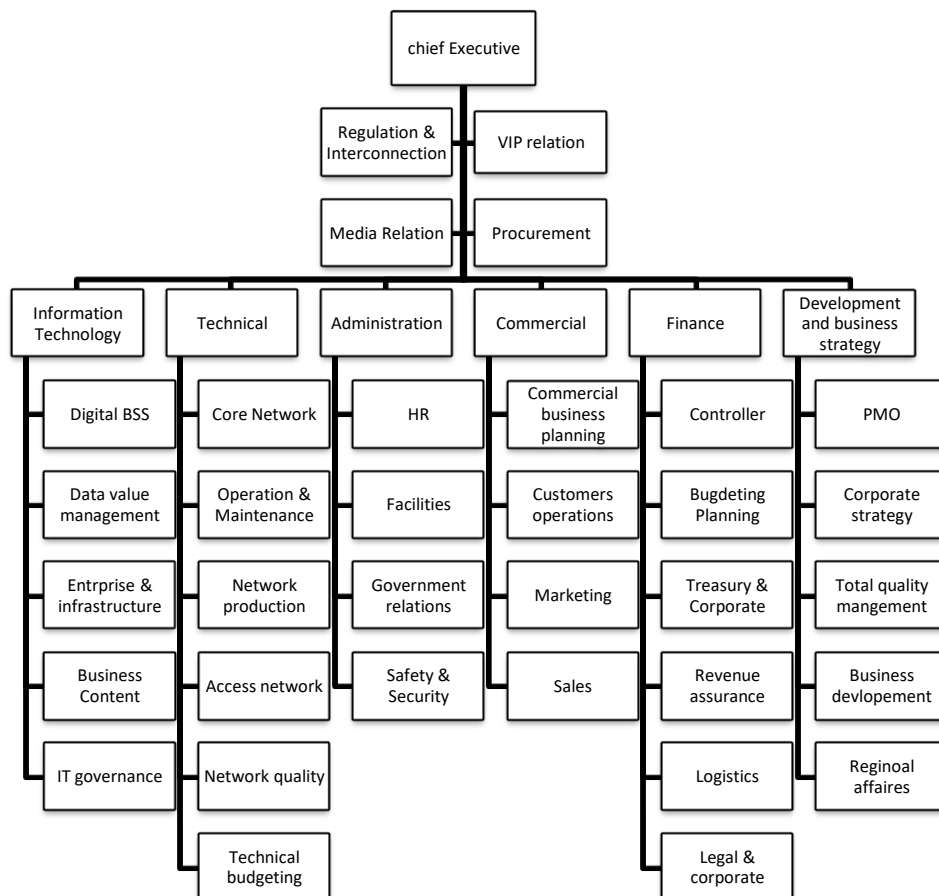 chief Executive
Regulation &
Interconnection
VIP relation
Media Relation
Procurement
Information
Technology
Technical
Administration
Commercial
Finance
Development
and business
strategy
Digital BSS
Data value
management
Entrprise &
infrastructure
Business
Content
IT governance
Core Network
Operation &
Maintenance
Network
production
Access network
Network quality
Technical
budgeting
HR
Facilities
Government
relations
Safety &
Security
Commercial
business
planning
Customers
operations
Marketing
Sales
Controller
Bugdeting
Planning
Treasury &
Corporate
Revenue
assurance
Logistics
Legal &
corporate
PMO
Corporate
strategy
Total quality
mangement
Business
devlopement
Reginoal
affaires